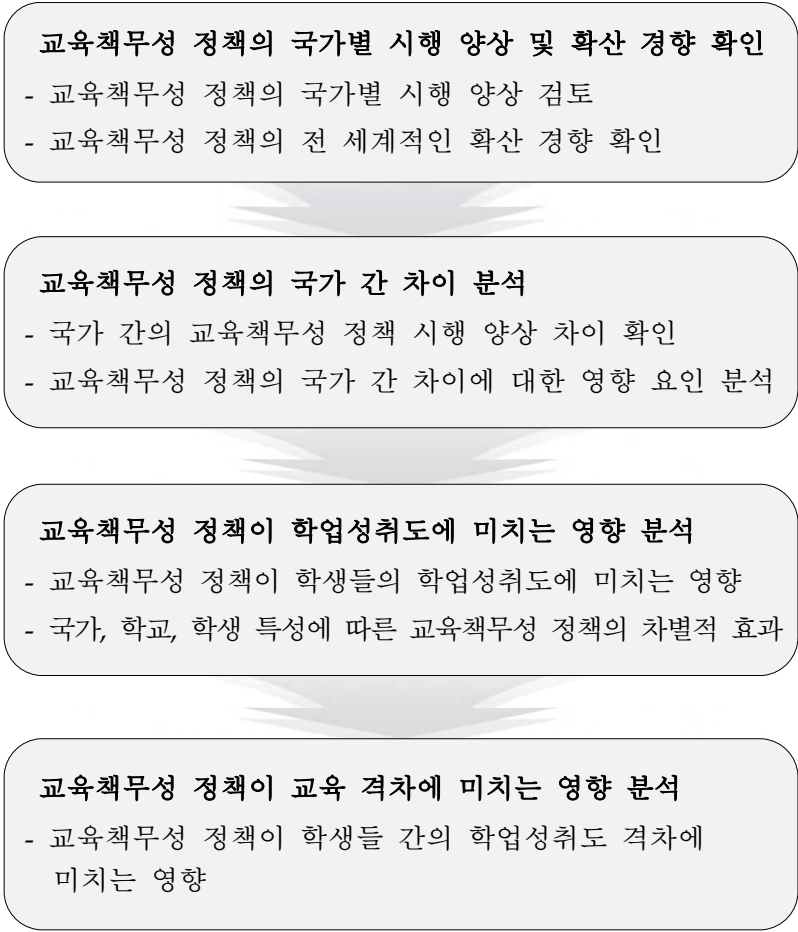 교육책무성 정책의 국가별 시행 양상 및 확산 경향 확인
- 교육책무성 정책의 국가별 시행 양상 검토
- 교육책무성 정책의 전 세계적인 확산 경향 확인
교육책무성 정책의 국가 간 차이 분석
- 국가 간의 교육책무성 정책 시행 양상 차이 확인
- 교육책무성 정책의 국가 간 차이에 대한 영향 요인 분석
교육책무성 정책이 학업성취도에 미치는 영향 분석
- 교육책무성 정책이 학생들의 학업성취도에 미치는 영향
- 국가, 학교, 학생 특성에 따른 교육책무성 정책의 차별적 효과
교육책무성 정책이 교육 격차에 미치는 영향 분석
- 교육책무성 정책이 학생들 간의 학업성취도 격차에
미치는 영향